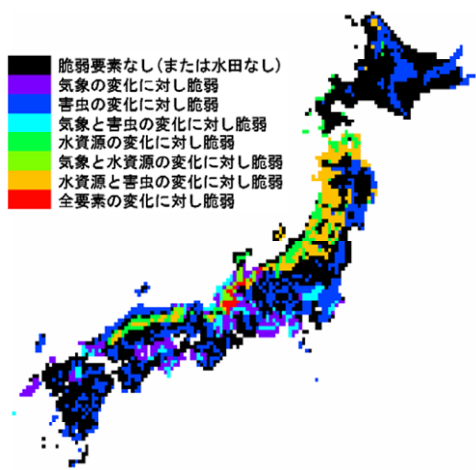 脆弱要素なし(または水田なし)
気象の変化に対し脆弱
害虫の変化に対し脆弱
気象と害虫の変化に対し脆弱
水資源の変化に対し脆弱
気象と水資源の変化に対し脆弱
水資源と害虫の変化に対し脆弱
全要素の変化に対し脆弱